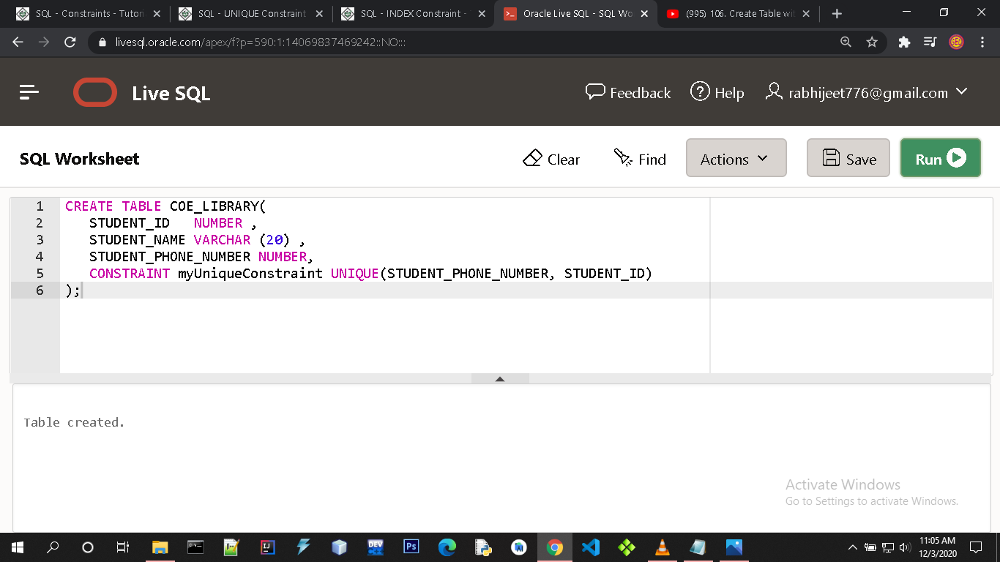 SQL - Constraints - Tutori
SQL - UNIQUE Constraint
SQL - INDEX Constraint -
Oracle Live SQL - SQL Wo
(995) 106. Create Table wit
livesql.oracle.com/apex/f?p=590:1:14069837469242::NO:::
Live SQL
Feedback
Help
rabhijeet776@gmail.com
SQL Worksheet
Clear
Find
Actions
Save
Run
1 CREATE TABLE COE_LIBRARY(
2 STUDENT_ID NUMBER ,
3 STUDENT_NAME VARCHAR (20) ,
4 STUDENT_PHONE_NUMBER NUMBER,
5 CONSTRAINT myUniqueConstraint UNIQUE(STUDENT_PHONE_NUMBER, STUDENT_ID)
6 );
Table created.
Activate Windows
Go to Settings to activate Windows.
DEV
Ps
11:05 AM
12/3/2020